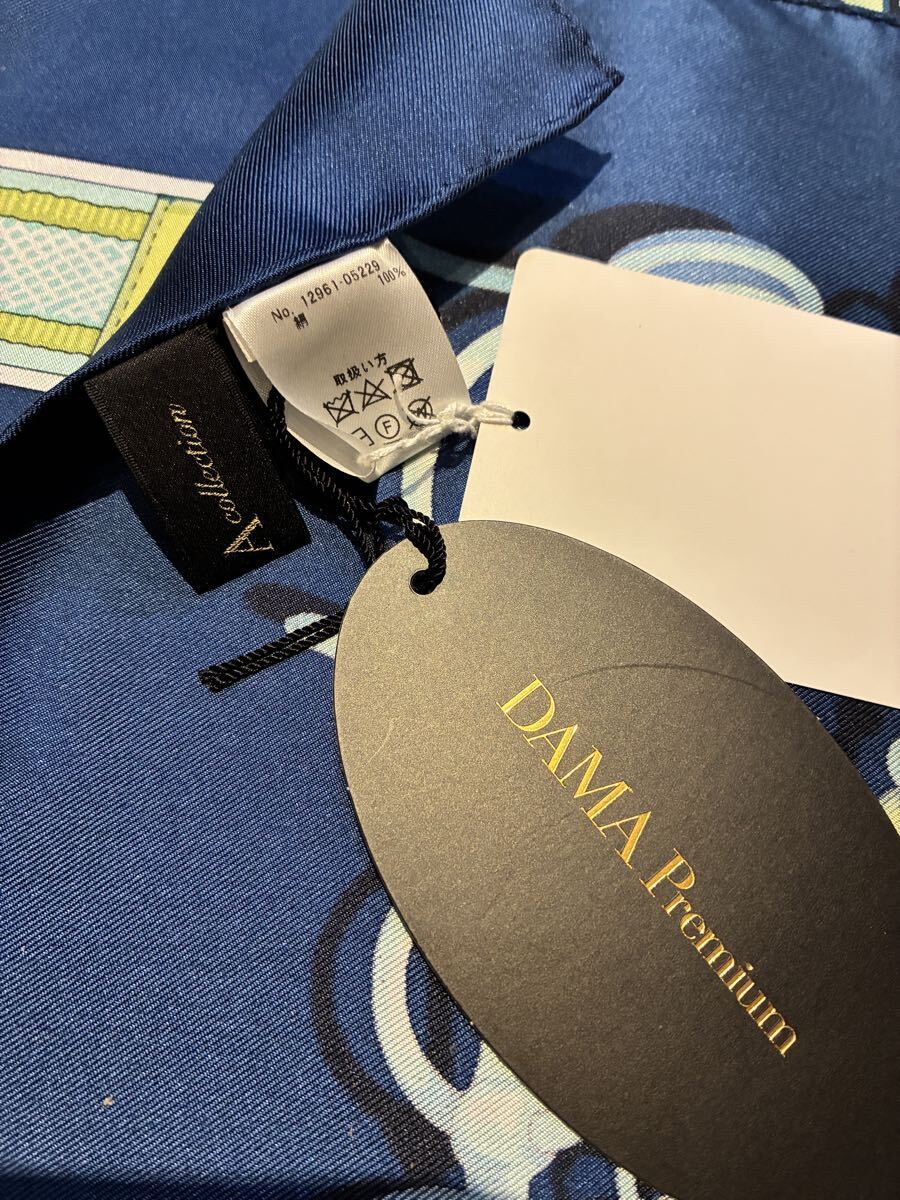 No. 12961-05229
絹 100%
取扱い方
F
A collection
DAMA Premium